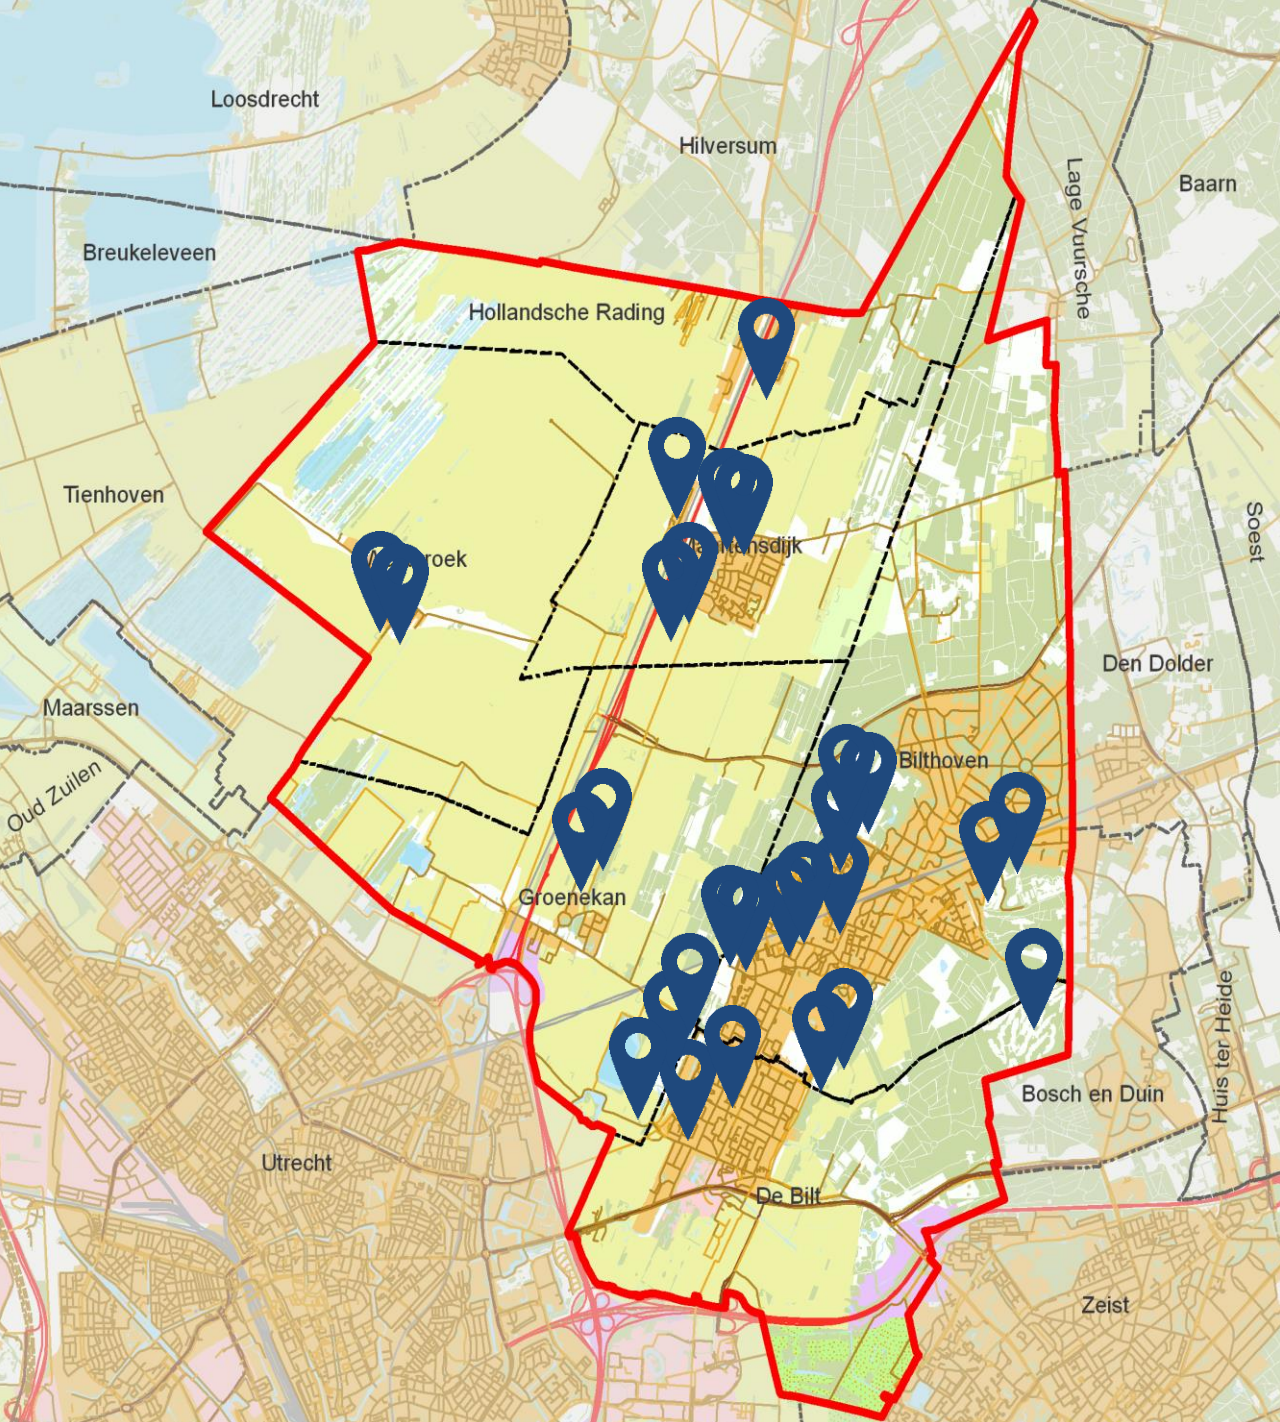 Loosdrecht
Hilversum
Lage Vuursche
Baarn
Breukeleveen
Hollandsche Rading
Tienhoven
Soest
Den Dolder
Maarssen
Bilthoven
Oud Zuilen
Groenekan
Huis ter Heide
Bosch en Duin
Utrecht
De Bilt
Zeist